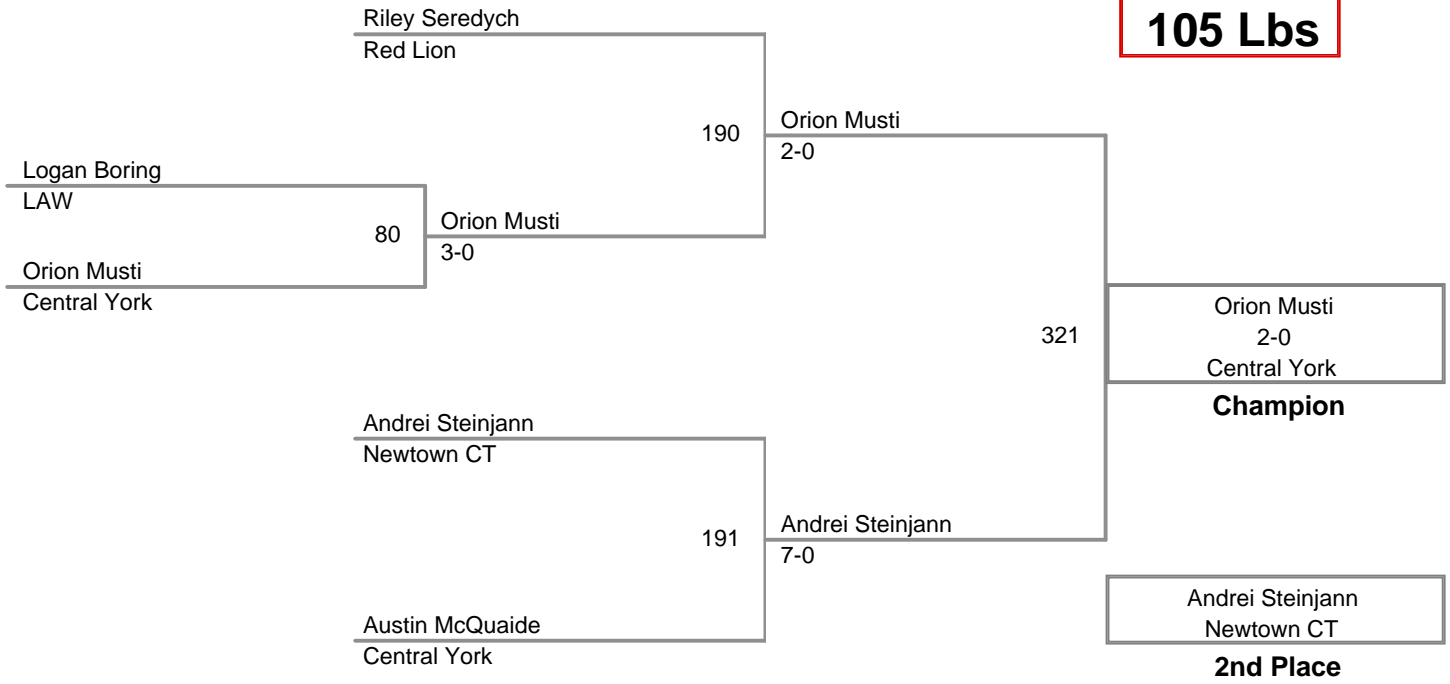 105 Lbs
Riley Seredych
Red Lion
190
Orion Musti
2-0
Logan Boring
LAW
80
Orion Musti
3-0
Orion Musti
Central York
321
Orion Musti
2-0
Central York
Champion
Andrei Steinjann
Newtown CT
191
Andrei Steinjann
7-0
Austin McQuaide
Central York
Andrei Steinjann
Newtown CT
2nd Place